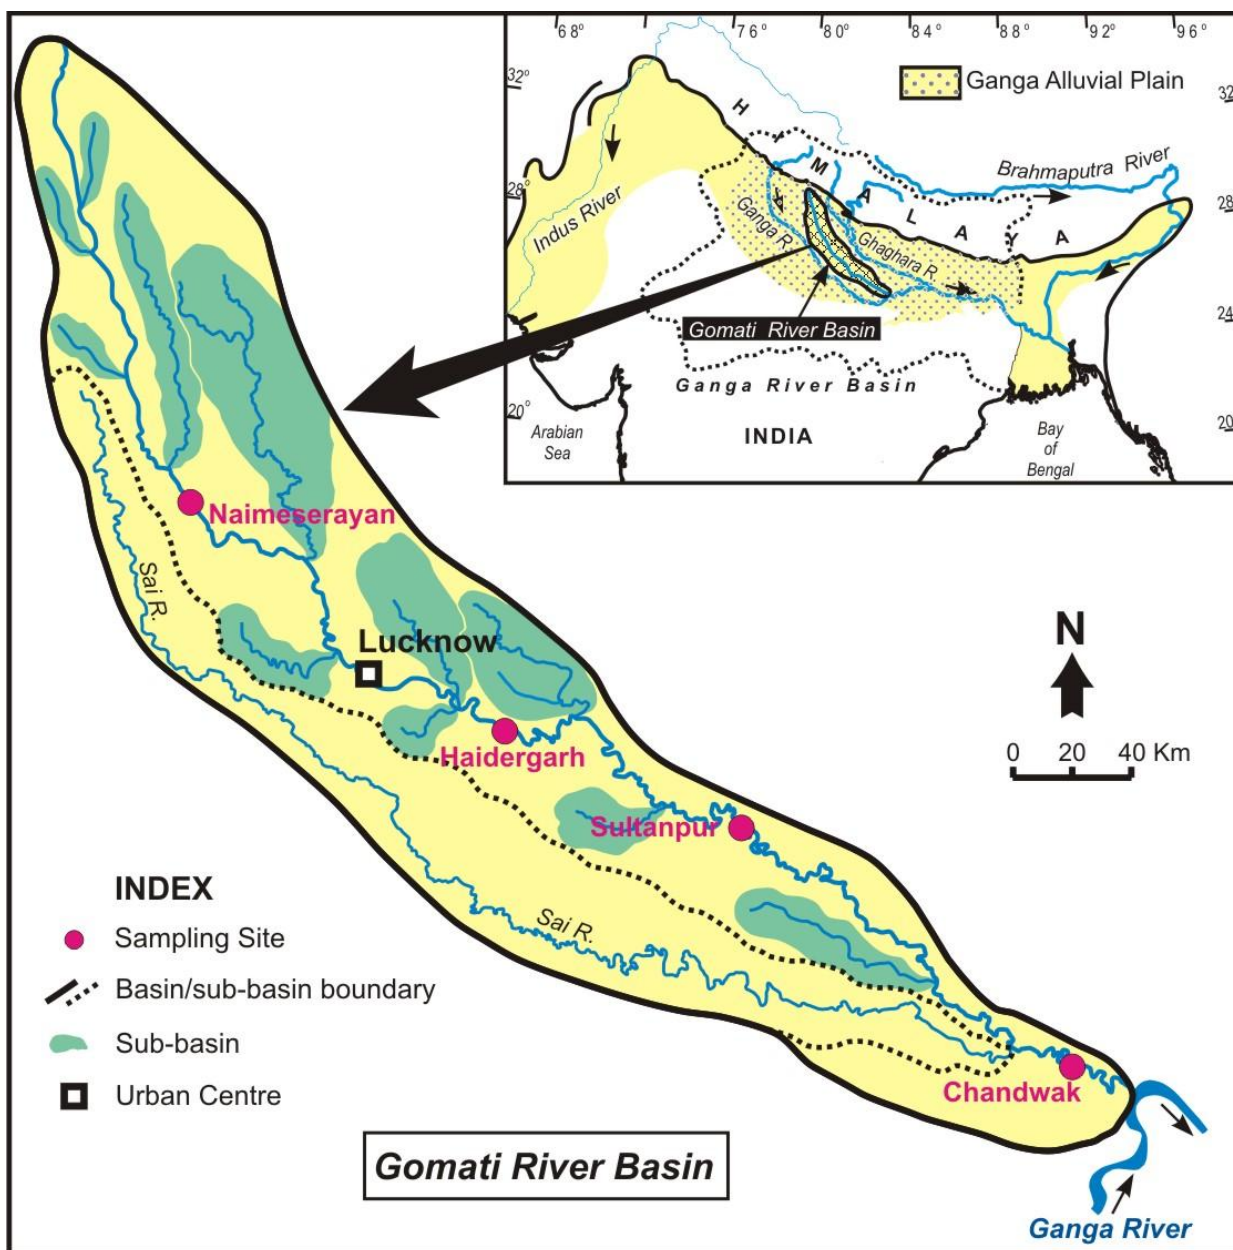 68°
76°
80°
84°
88°
92°
96°
32°
32
28°
28
24
20°
20
Ganga Alluvial Plain
HIMALAYA
Brahmaputra River
Indus River
Ganga R.
Ghaghara R.
Gomati River Basin
Ganga River Basin
Arabian
Sea
INDIA
Bay
of
Bengal
Naimeserayan
Sai R.
Lucknow
Haidergarh
Sultanpur
Sai R.
Chandwak
N
0 20 40 Km
INDEX
Sampling Site
Basin/sub-basin boundary
Sub-basin
Urban Centre
Gomati River Basin
Ganga River